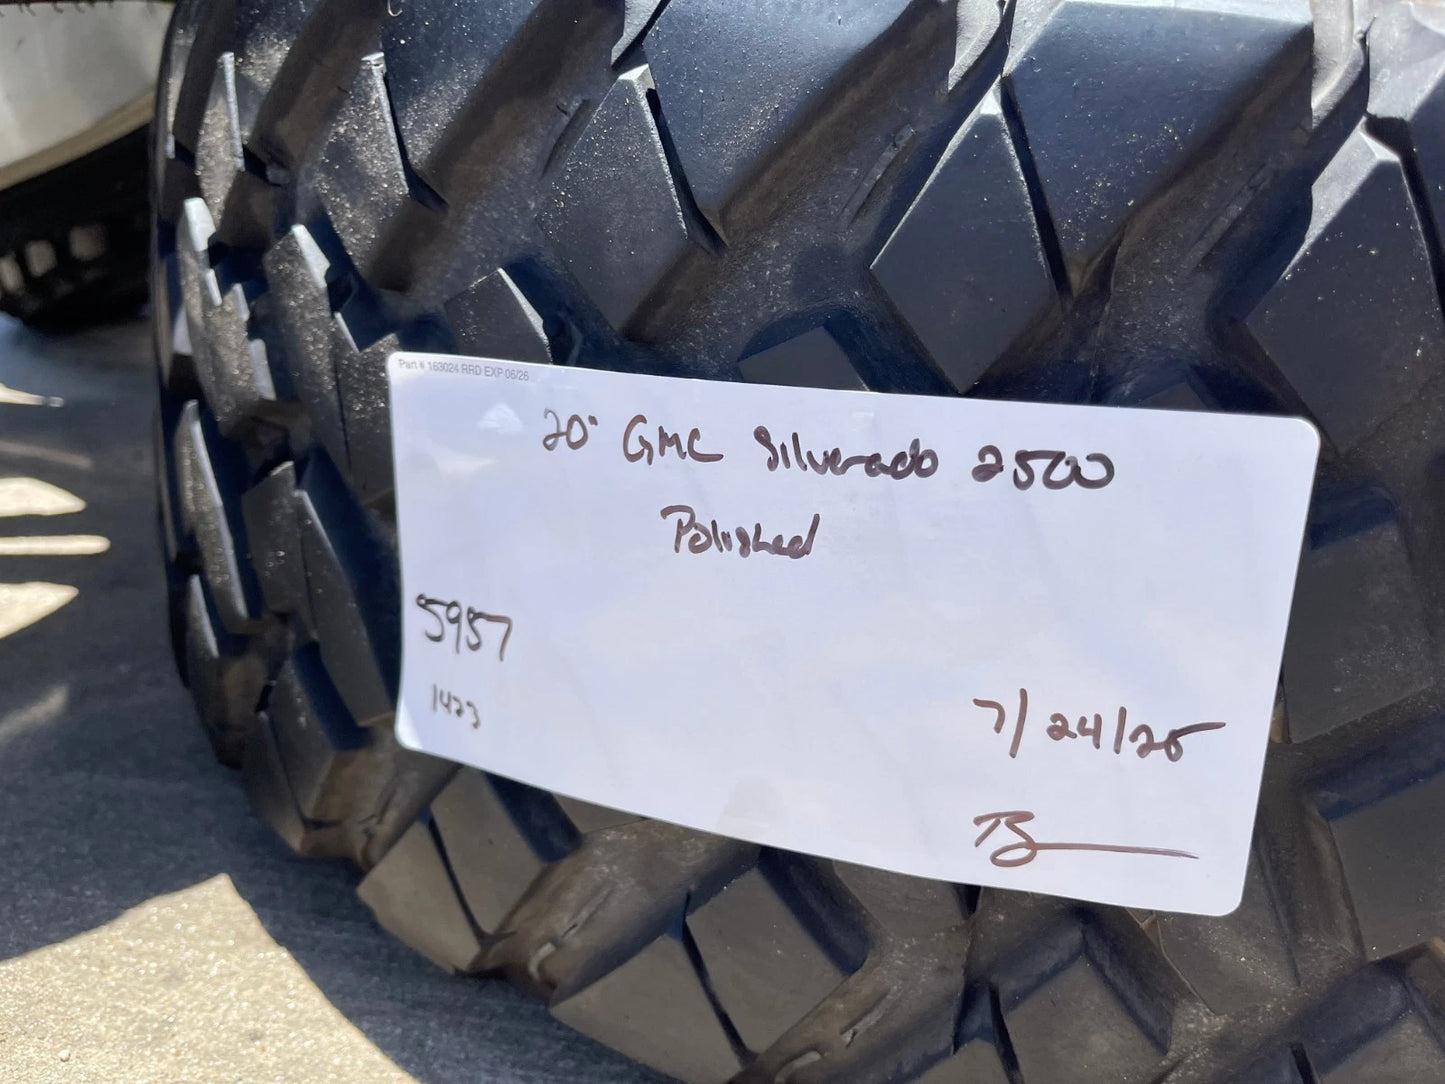 Part # 163024 RRD EXP 06/26
20" GMC Silverado 2500
Polished
5957
1423
7/24/25